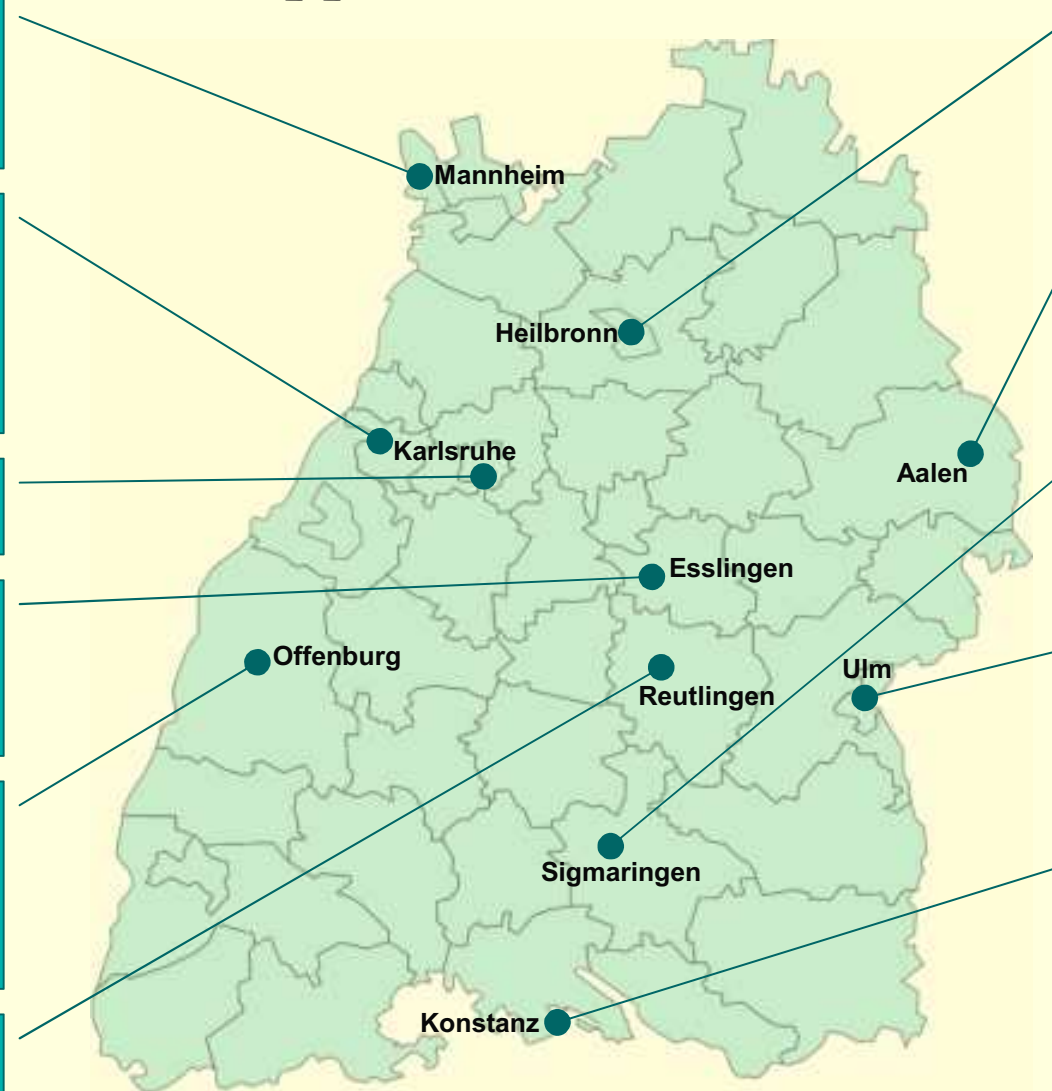 Mannheim
Heilbronn
Karlsruhe
Aalen
Esslingen
Offenburg
Ulm
Reutlingen
Sigmaringen
Konstanz